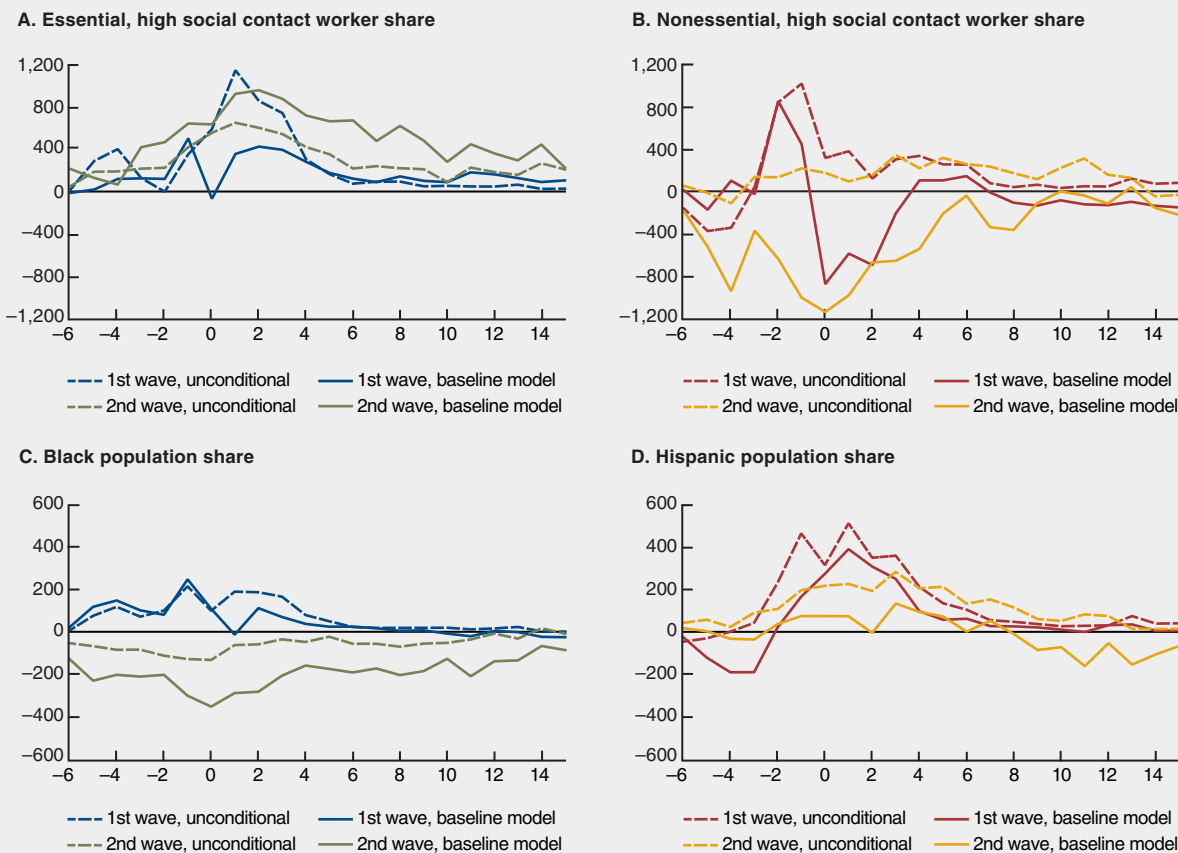 A. Essential, high social contact worker share
1,200
800
400
0
–400
–800
–1,200
–6 –4 –2 0 2 4 6 8 10 12 14
1st wave, unconditional 1st wave, baseline model
2nd wave, unconditional 2nd wave, baseline model
B. Nonessential, high social contact worker share
1,200
800
400
0
–400
–800
–1,200
–6 –4 –2 0 2 4 6 8 10 12 14
1st wave, unconditional 1st wave, baseline model
2nd wave, unconditional 2nd wave, baseline model
C. Black population share
600
400
200
0
–200
–400
–600
–6 –4 –2 0 2 4 6 8 10 12 14
1st wave, unconditional 1st wave, baseline model
2nd wave, unconditional 2nd wave, baseline model
D. Hispanic population share
600
400
200
0
–200
–400
–600
–6 –4 –2 0 2 4 6 8 10 12 14
1st wave, unconditional 1st wave, baseline model
2nd wave, unconditional 2nd wave, baseline model